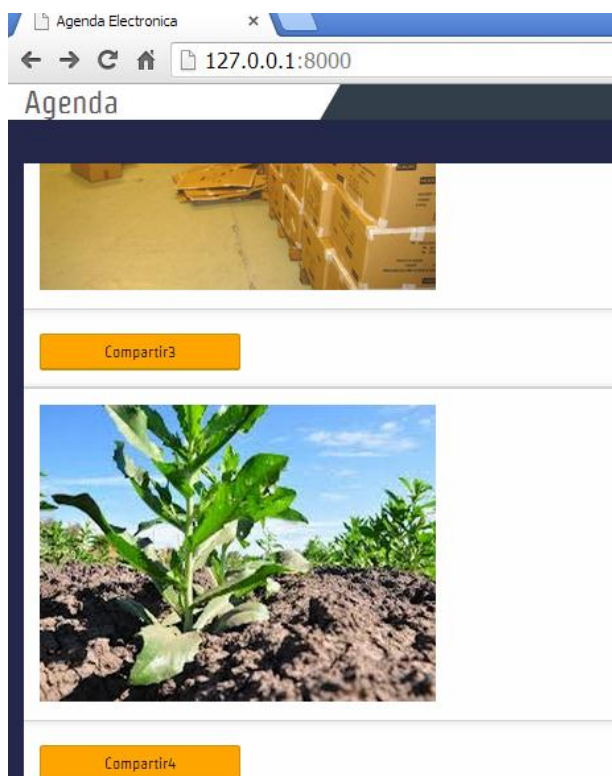 Agenda Electronica
127.0.0.1:8000
Agenda
Compartir3
Compartir4